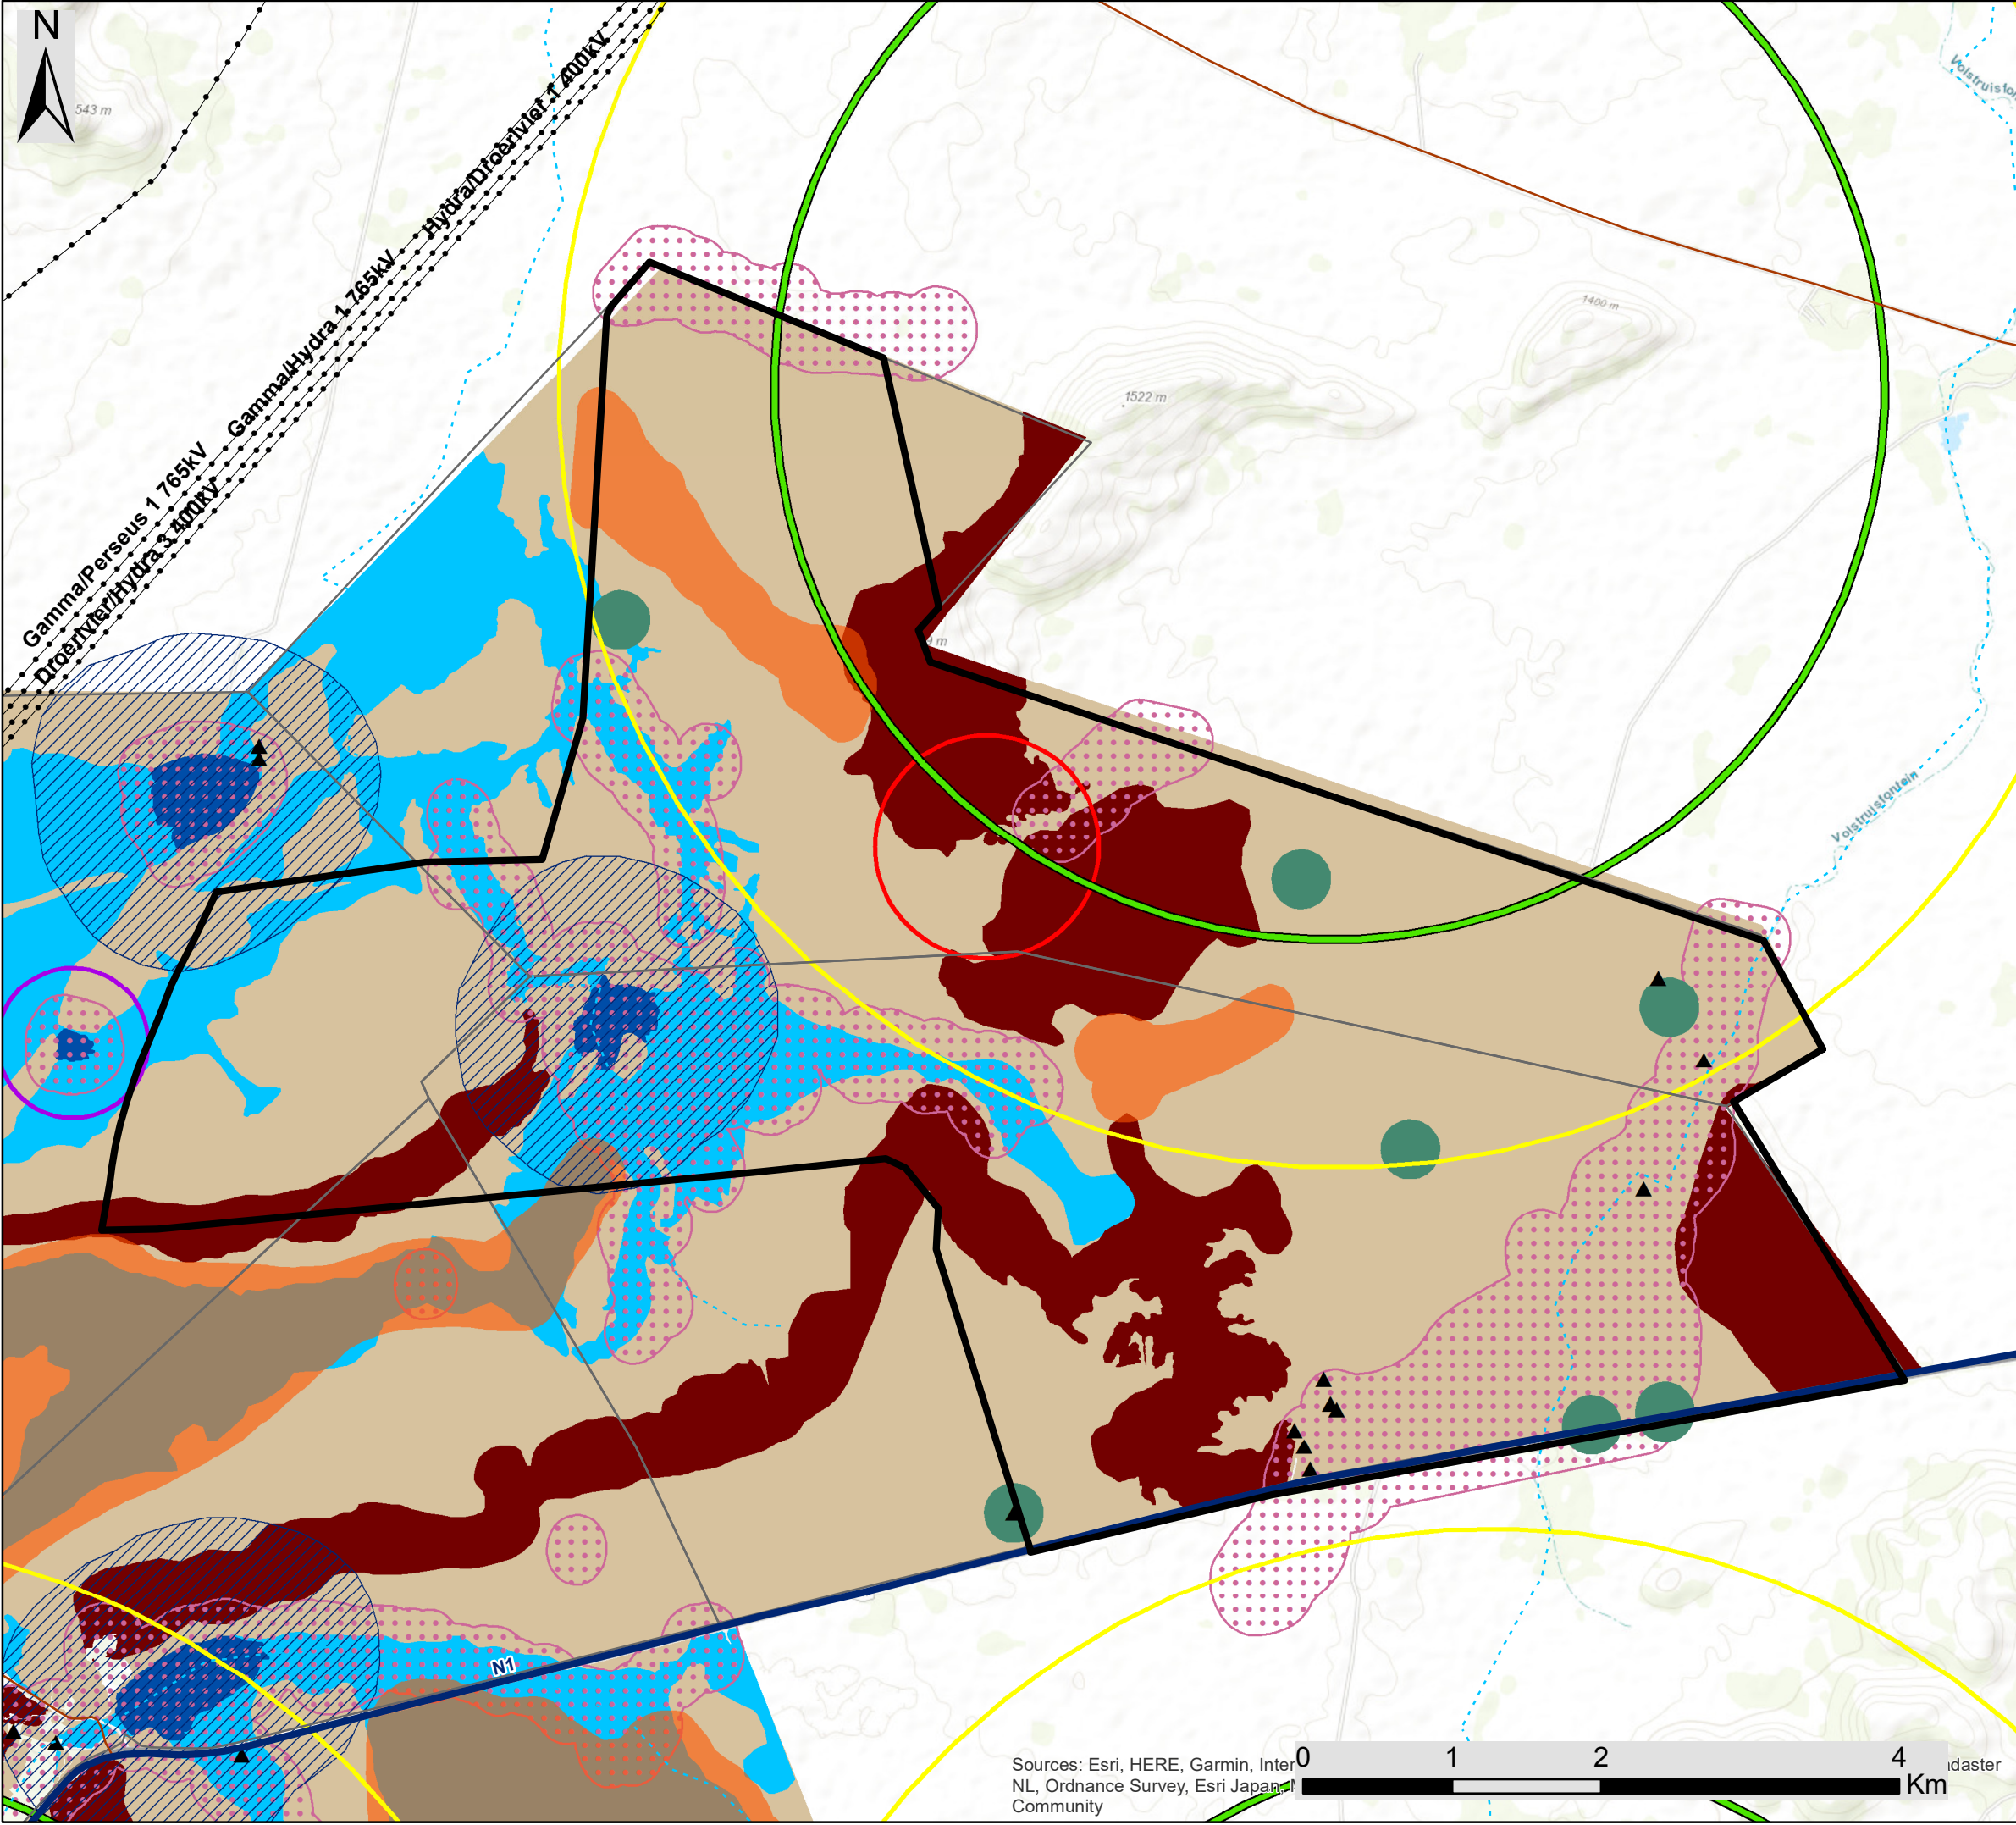 N
543 m
Hydra/Droerivier 1 400kV
Gamma/Hydra 1 765kV
Gamma/Perseus 1 765kV
Droerivier/Hydra 3 400kV
1400 m
1522 m
9 m
Volstruisfontein
N1
Sources: Esri, HERE, Garmin, Inter
NL, Ordnance Survey, Esri Japan,
Community
0 1 2 4
Km